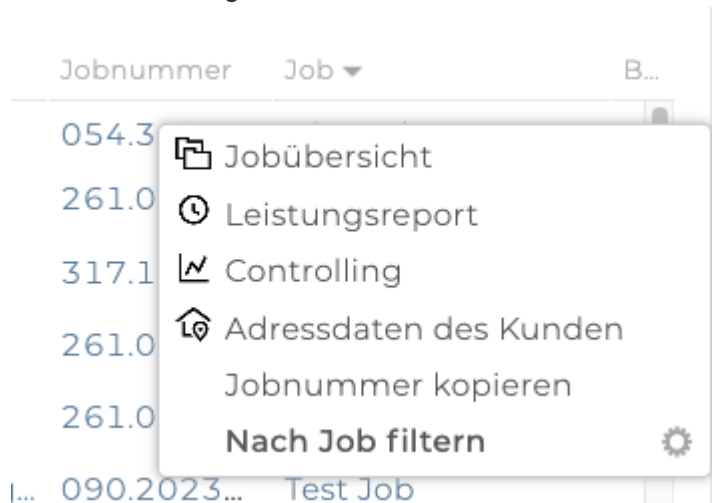 Jobnummer Job B...
054.3
Jobübersicht
261.0
Leistungsreport
317.1
Controlling
261.0
Adressdaten des Kunden
Jobnummer kopieren
261.0
Nach Job filtern
090.2023... Test Job